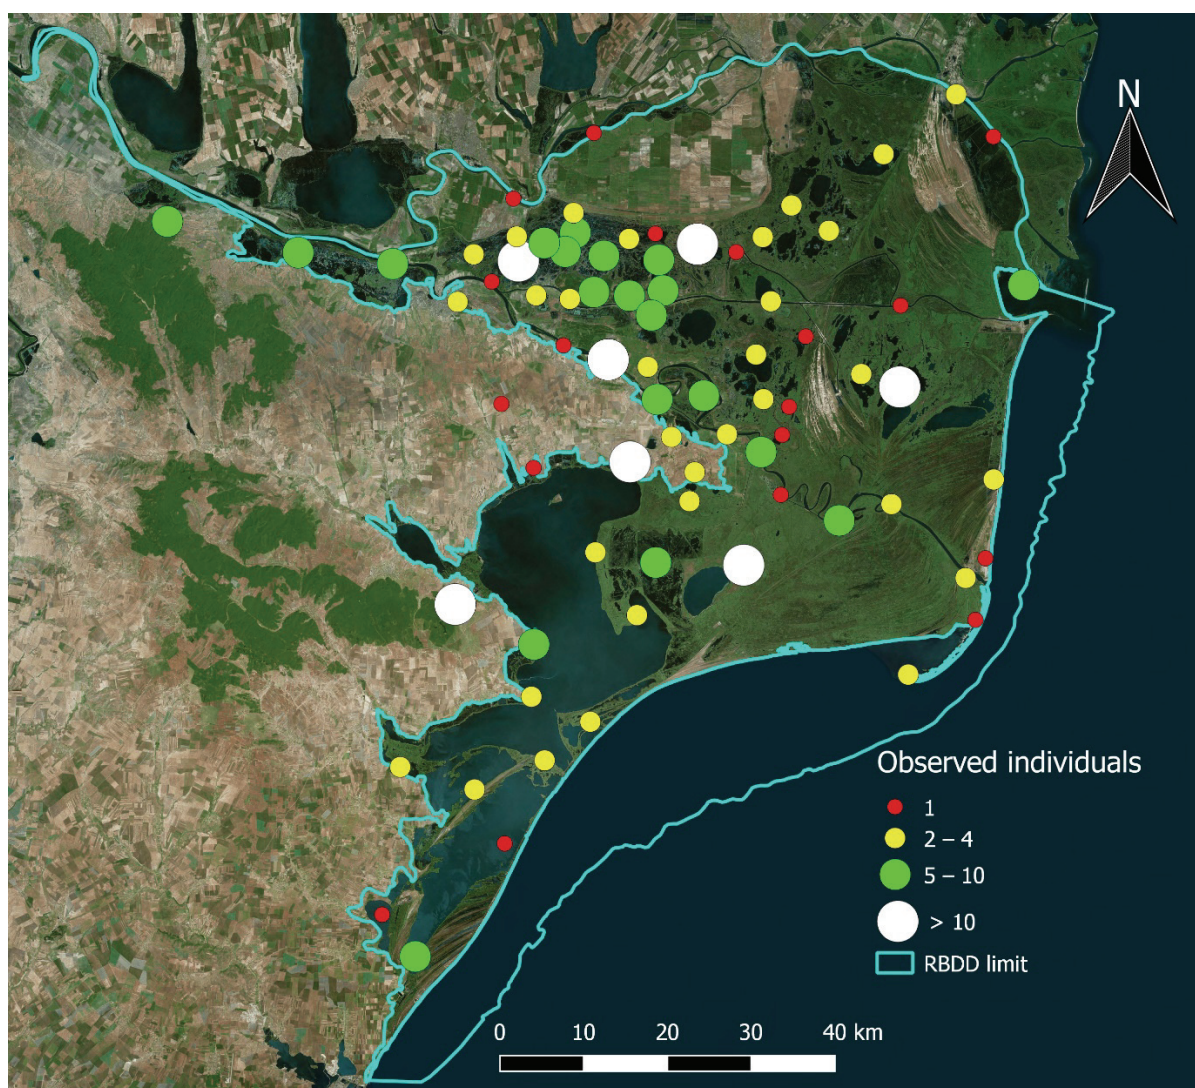 N
Observed individuals
1
2 – 4
5 – 10
> 10
RBDD limit
0 10 20 30 40 km